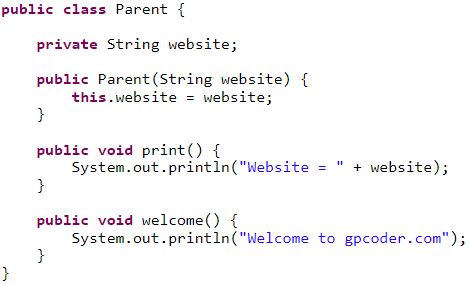 public class Parent {
private String website;
public Parent(String website) {
this.website = website;
}
public void print() {
System.out.println("Website = " + website);
}
public void welcome() {
System.out.println("Welcome to gpcoder.com");
}
}